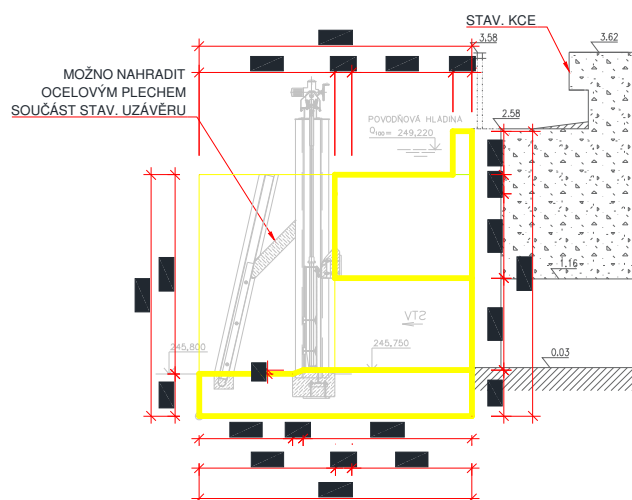 STAV. KCE
3,58
3,62
MOŽNO NAHRADIT
OCELOVÝM PLECHEM
SOUČÁST STAV. UZÁVĚRU
POVODŇOVÁ HLADINA
Q₁₀₀= 249,220
2.58
1.16
STV
245,800
245,750
0,03